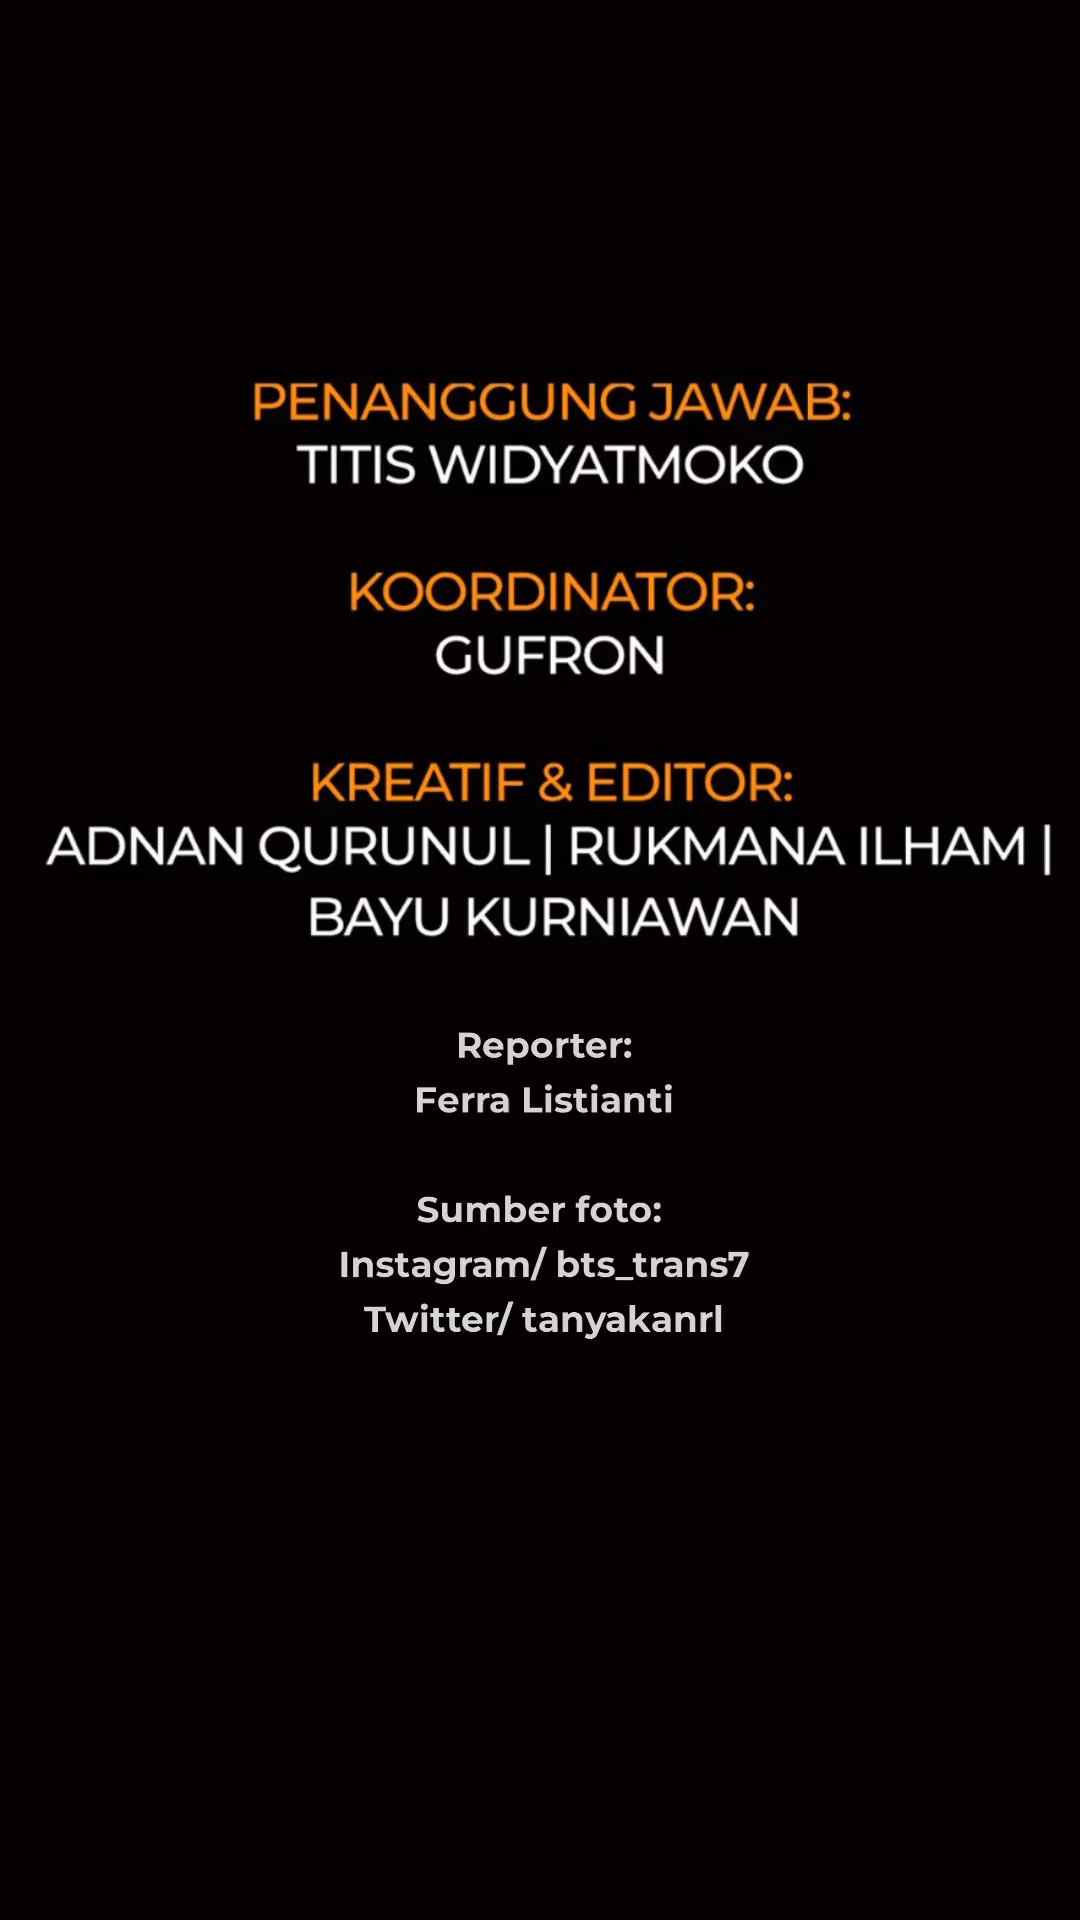 PENANGGUNG JAWAB:
TITIS WIDYATMOKO
KOORDINATOR:
GUFRON
KREATIF & EDITOR:
ADNAN QURUNUL | RUKMANA ILHAM |
BAYU KURNIAWAN
Reporter:
Ferra Listianti
Sumber foto:
Instagram/ bts_trans7
Twitter/ tanyakanrl